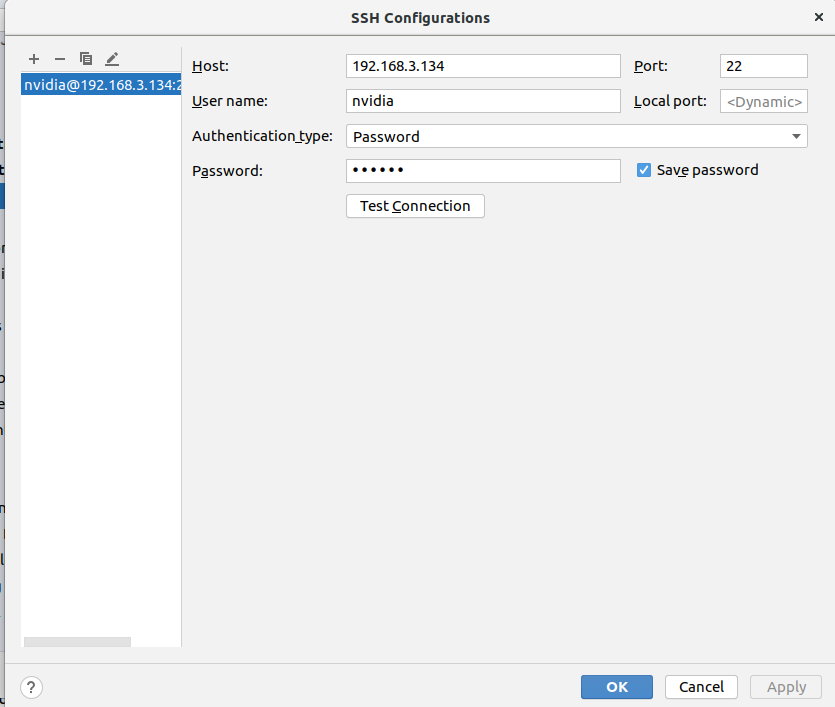 SSH Configurations
nvidia@192.168.3.134:2
Host: 192.168.3.134 Port: 22
User name: nvidia Local port: <Dynamic>
Authentication type: Password
Password: •••••• Save password
Test Connection
? OK Cancel Apply